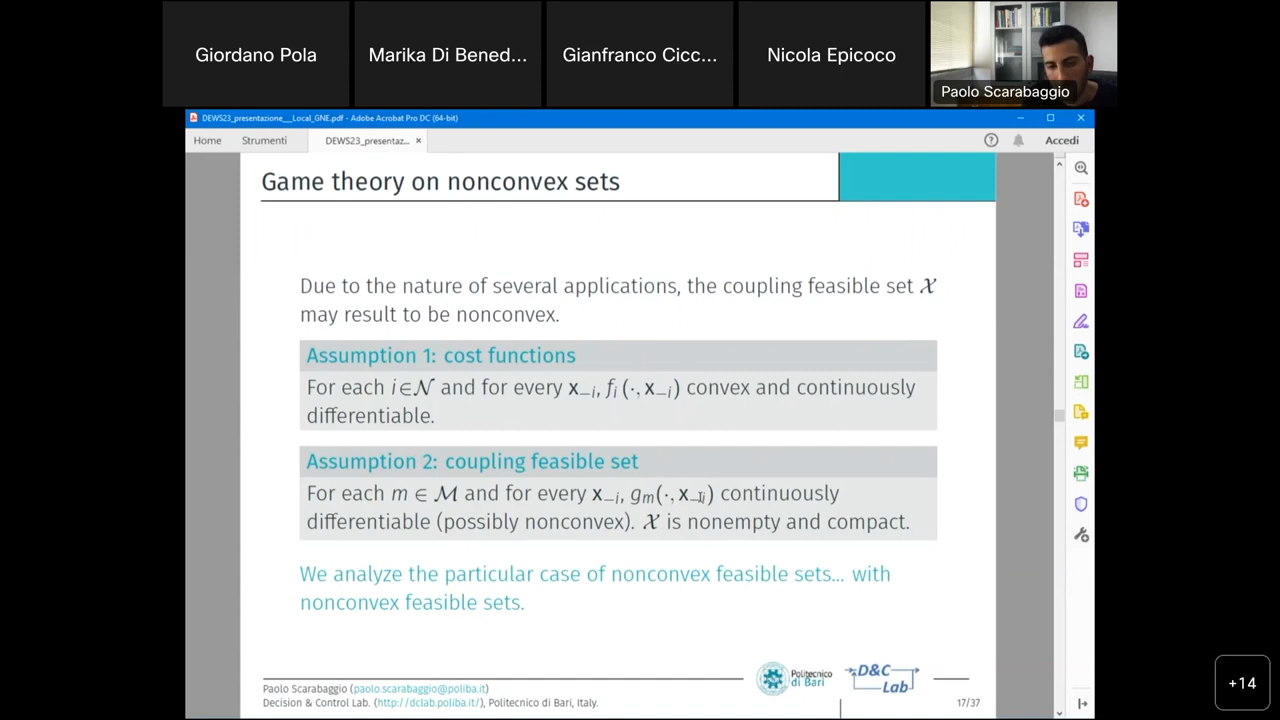 Giordano Pola
Marika Di Bened...
Gianfranco Cicc...
Nicola Epicoco
Paolo Scarabaggio
DEWS23_presentazione__Local_GNE.pdf - Adobe Acrobat Pro DC (64-bit)
Home Strumenti DEWS23_presentaz... × Accedi
Game theory on nonconvex sets
Due to the nature of several applications, the coupling feasible set 𝒳
may result to be nonconvex.
Assumption 1: cost functions
For each i∈𝒩 and for every x₋ᵢ, fᵢ (·, x₋ᵢ) convex and continuously
differentiable.
Assumption 2: coupling feasible set
For each m ∈ ℳ and for every x₋ᵢ, gₘ(·, x₋ᵢ) continuously
differentiable (possibly nonconvex). 𝒳 is nonempty and compact.
We analyze the particular case of nonconvex feasible sets... with
nonconvex feasible sets.
Politecnico
di Bari
D&C
Lab
Paolo Scarabaggio (paolo.scarabaggio@poliba.it)
Decision & Control Lab. (http://dclab.poliba.it/), Politecnico di Bari, Italy.
17/37
+14